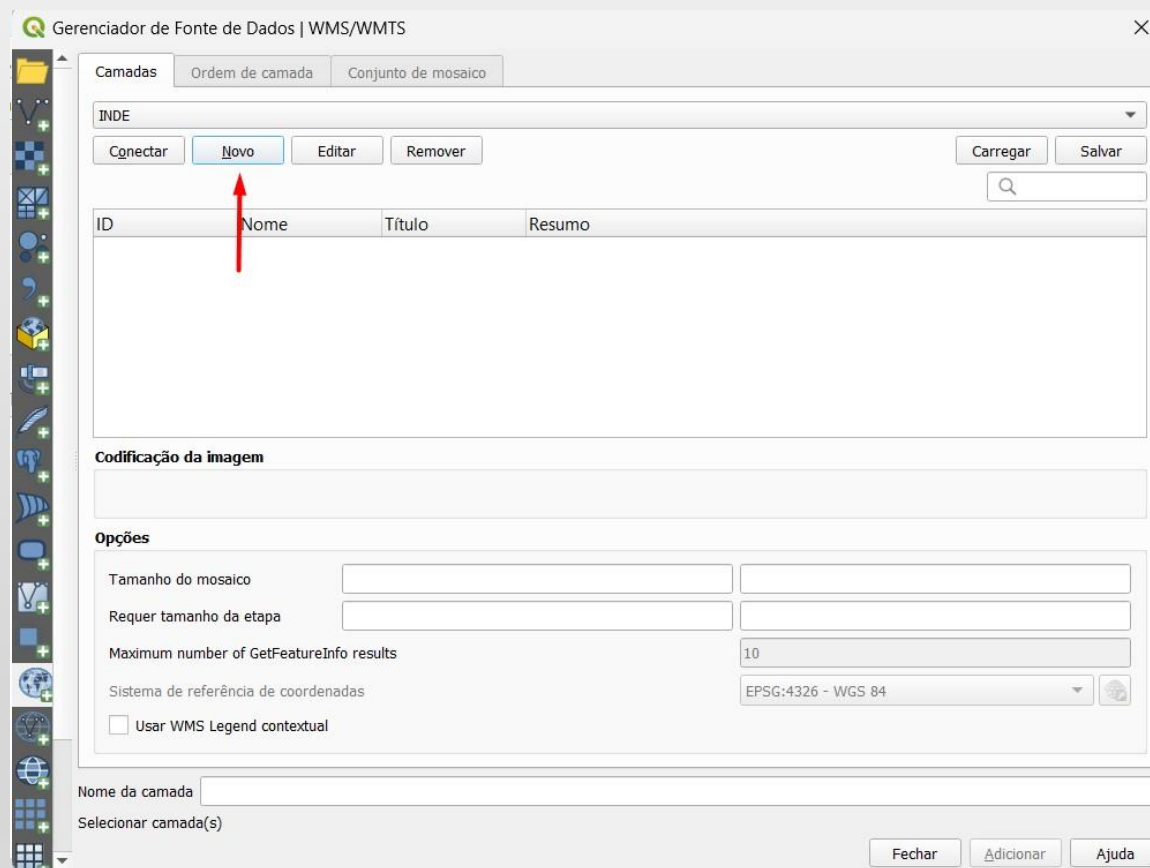 Gerenciador de Fonte de Dados | WMS/WMTS
Camadas Ordem de camada Conjunto de mosaico
INDE
Conectar Novo Editar Remover Carregar Salvar
ID Nome Título Resumo
Codificação da imagem
Opções
Tamanho do mosaico
Requer tamanho da etapa
Maximum number of GetFeatureInfo results 10
Sistema de referência de coordenadas EPSG:4326 - WGS 84
Usar WMS Legend contextual
Nome da camada
Selecionar camada(s)
Fechar Adicionar Ajuda